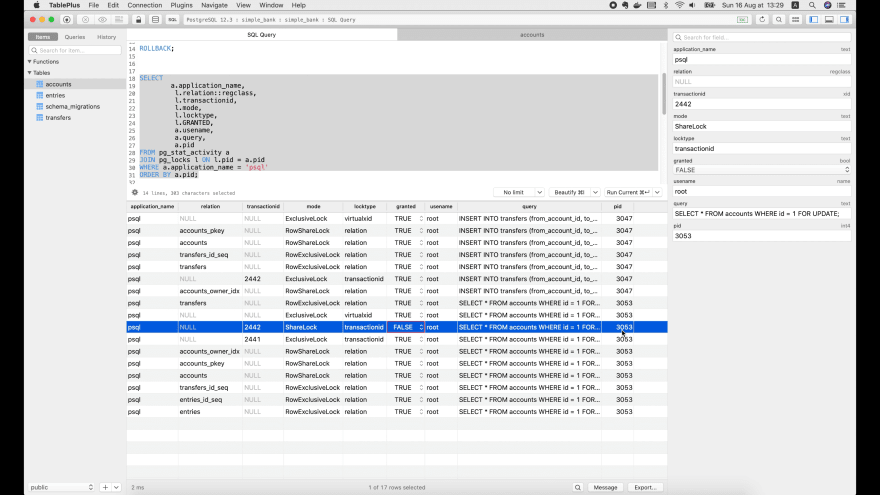 TablePlus File Edit Connection Plugins Navigate View Window Help Sun 16 Aug at 13:29
SQL PostgreSQL 12.3 : simple_bank : simple_bank : SQL Query
Items Queries History
SQL Query accounts
Search for item...
Functions
Tables
accounts
entries
schema_migrations
transfers
14 ROLLBACK;
15
16
17
18 SELECT
19 a.application_name,
20 l.relation::regclass,
21 l.transactionid,
22 l.mode,
23 l.locktype,
24 l.GRANTED,
25 a.usename,
26 a.query,
27 a.pid
28 FROM pg_stat_activity a
29 JOIN pg_locks l ON l.pid = a.pid
30 WHERE a.application_name = 'psql'
31 ORDER BY a.pid;
14 lines, 303 characters selected No limit Beautify ⌘I Run Current ⌘↵
application_name relation transactionid mode locktype granted usename query pid
psql NULL NULL ExclusiveLock virtualxid TRUE root INSERT INTO transfers (from_account_id, to_... 3047
psql accounts_pkey NULL RowShareLock relation TRUE root INSERT INTO transfers (from_account_id, to_... 3047
psql accounts NULL RowShareLock relation TRUE root INSERT INTO transfers (from_account_id, to_... 3047
psql transfers_id_seq NULL RowExclusiveLock relation TRUE root INSERT INTO transfers (from_account_id, to_... 3047
psql transfers NULL RowExclusiveLock relation TRUE root INSERT INTO transfers (from_account_id, to_... 3047
psql NULL 2442 ExclusiveLock transactionid TRUE root INSERT INTO transfers (from_account_id, to_... 3047
psql accounts_owner_idx NULL RowShareLock relation TRUE root INSERT INTO transfers (from_account_id, to_... 3047
psql transfers NULL RowExclusiveLock relation TRUE root SELECT * FROM accounts WHERE id = 1 FOR... 3053
psql NULL NULL ExclusiveLock virtualxid TRUE root SELECT * FROM accounts WHERE id = 1 FOR... 3053
psql NULL 2442 ShareLock transactionid FALSE root SELECT * FROM accounts WHERE id = 1 FOR... 3053
psql NULL 2441 ExclusiveLock transactionid TRUE root SELECT * FROM accounts WHERE id = 1 FOR... 3053
psql accounts_owner_idx NULL RowShareLock relation TRUE root SELECT * FROM accounts WHERE id = 1 FOR... 3053
psql accounts_pkey NULL RowShareLock relation TRUE root SELECT * FROM accounts WHERE id = 1 FOR... 3053
psql accounts NULL RowShareLock relation TRUE root SELECT * FROM accounts WHERE id = 1 FOR... 3053
psql transfers_id_seq NULL RowExclusiveLock relation TRUE root SELECT * FROM accounts WHERE id = 1 FOR... 3053
psql entries_id_seq NULL RowExclusiveLock relation TRUE root SELECT * FROM accounts WHERE id = 1 FOR... 3053
psql entries NULL RowExclusiveLock relation TRUE root SELECT * FROM accounts WHERE id = 1 FOR... 3053
public 2 ms 1 of 17 rows selected Message Export...
Search for field...
application_name text
psql
relation regclass
NULL
transactionid xid
2442
mode text
ShareLock
locktype text
transactionid
granted bool
FALSE
usename name
root
query text
SELECT * FROM accounts WHERE id = 1 FOR UPDATE;
pid int4
3053